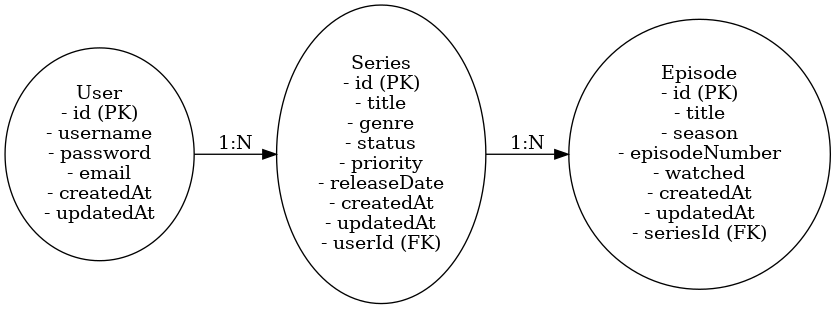 User
- id (PK)
- username
- password
- email
- createdAt
- updatedAt
1:N
Series
- id (PK)
- title
- genre
- status
- priority
- releaseDate
- createdAt
- updatedAt
- userId (FK)
1:N
Episode
- id (PK)
- title
- season
- episodeNumber
- watched
- createdAt
- updatedAt
- seriesId (FK)